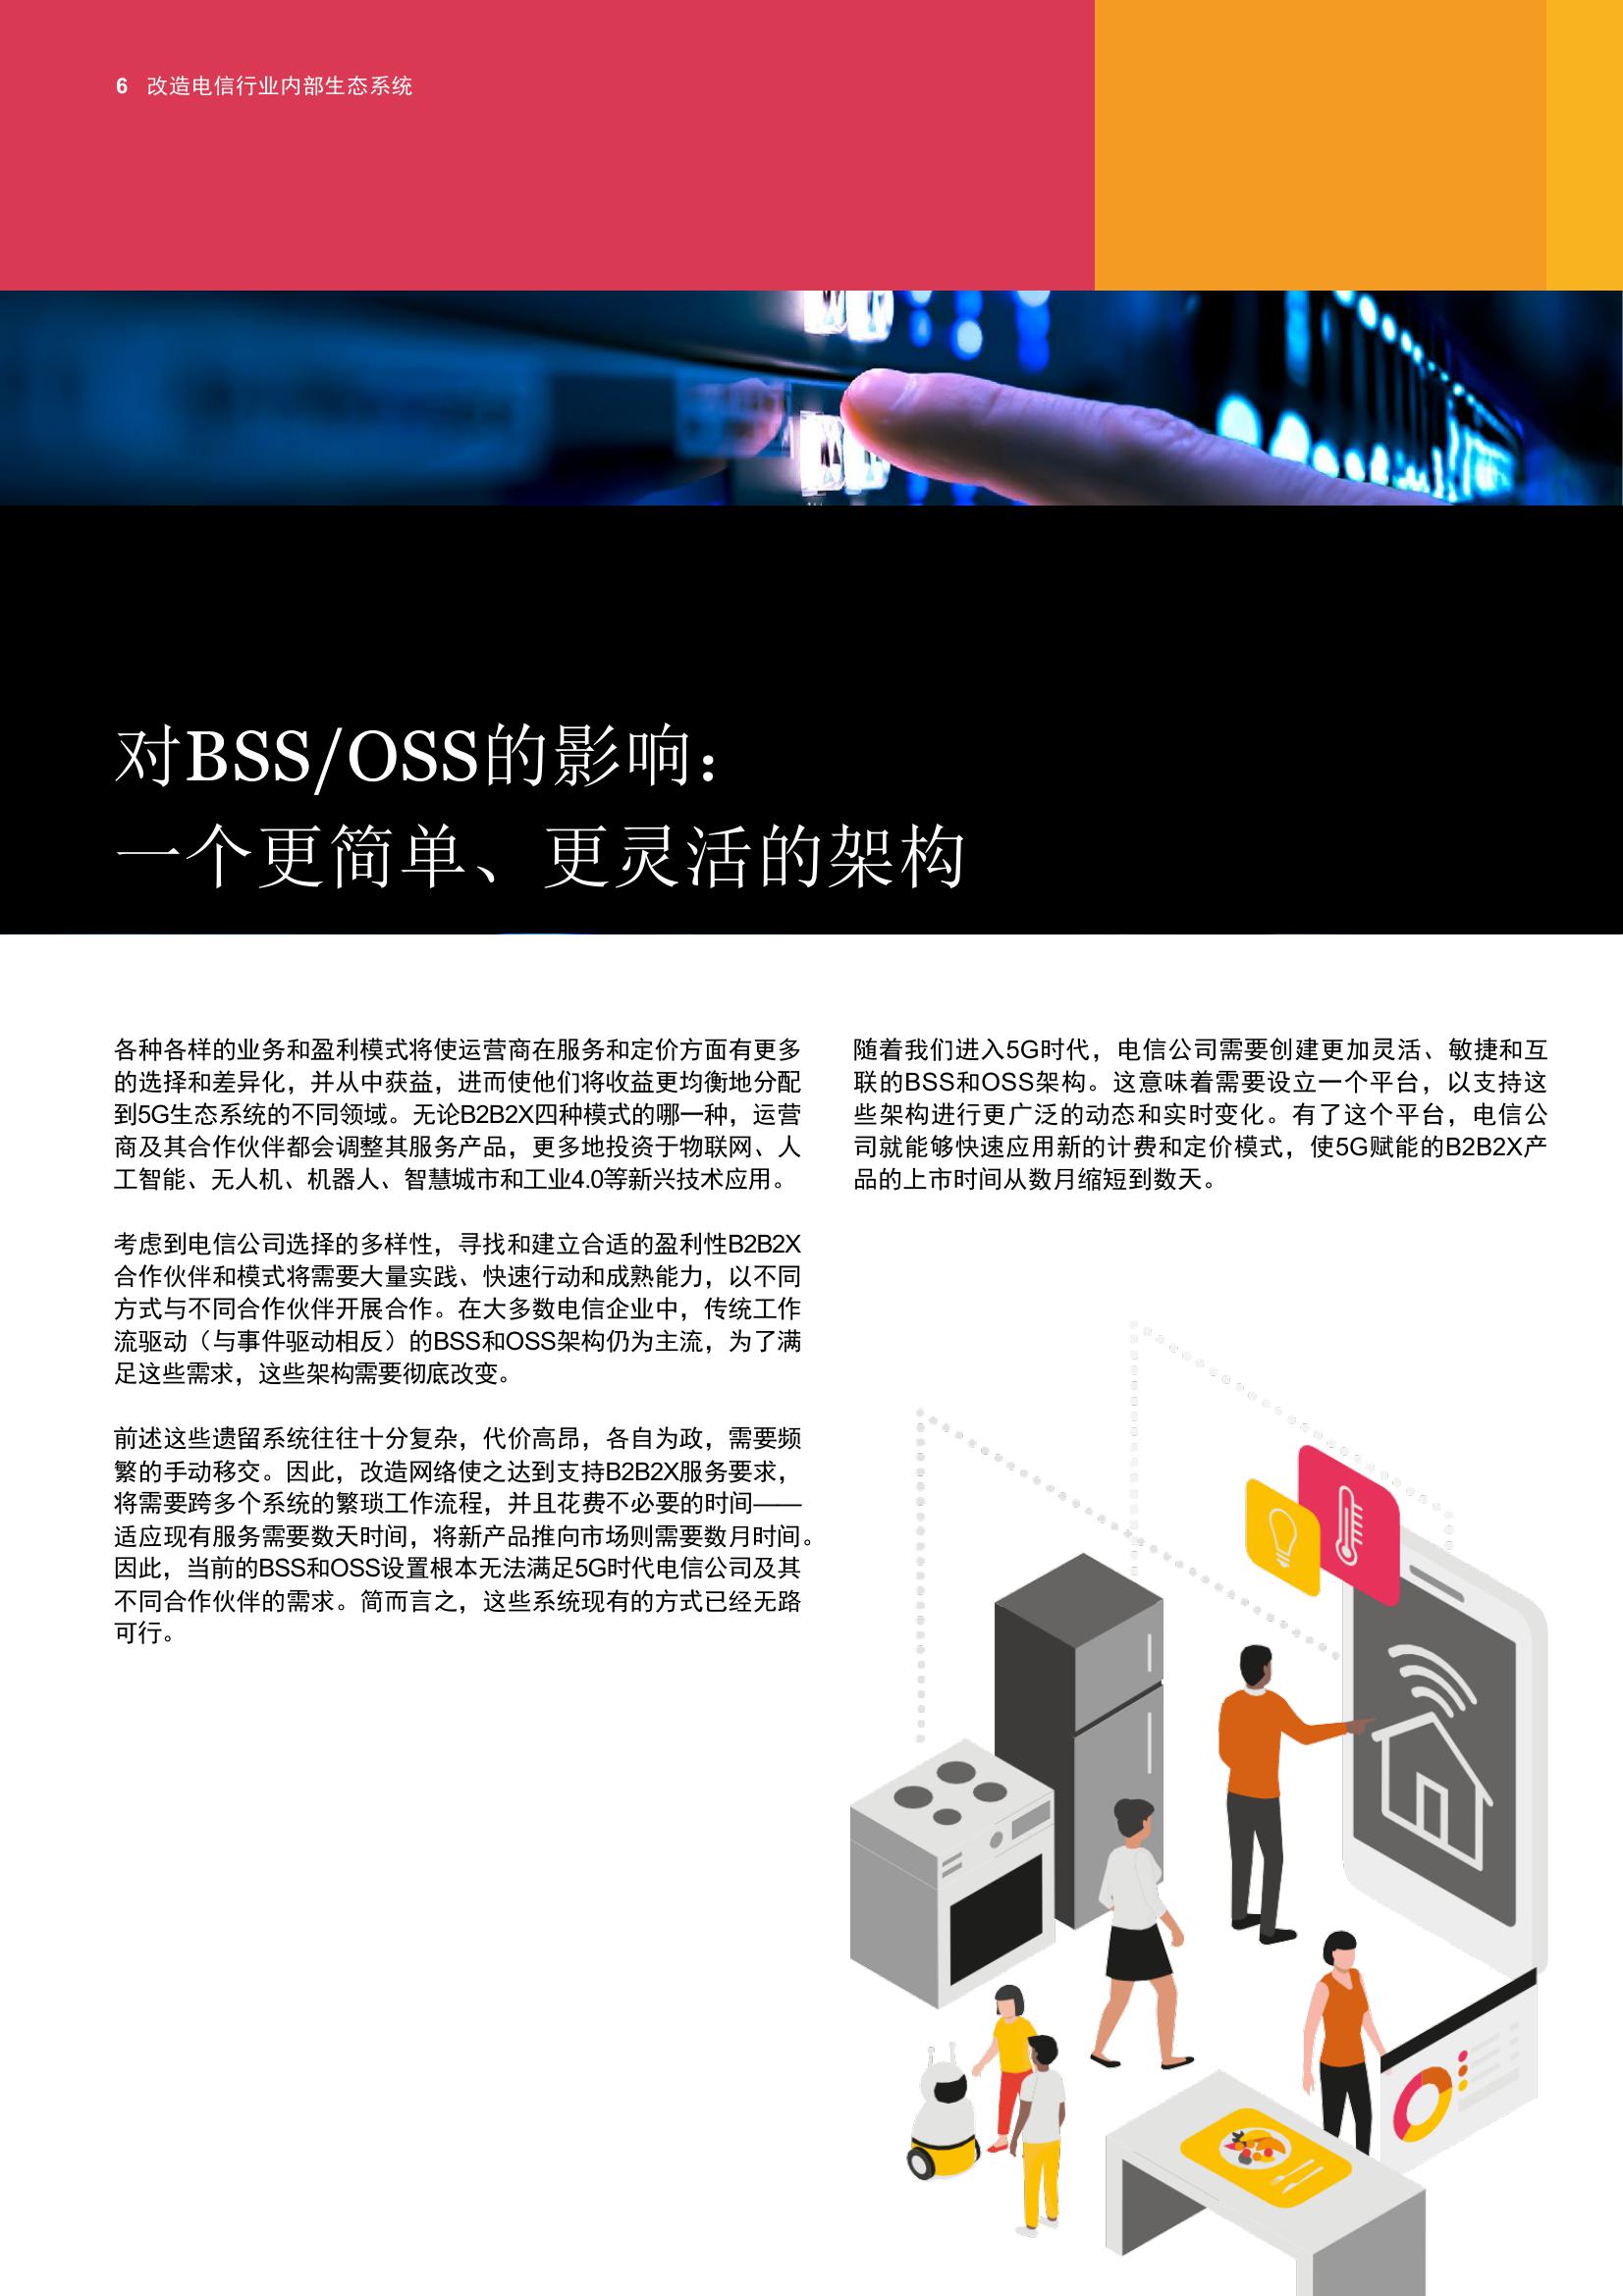 6 改造电信行业内部生态系统
对BSS/OSS的影响：
一个更简单、更灵活的架构
各种各样的业务和盈利模式将使运营商在服务和定价方面有更多
的选择和差异化，并从中获益，进而使他们将收益更均衡地分配
到5G生态系统的不同领域。无论B2B2X四种模式的哪一种，运营
商及其合作伙伴都会调整其服务产品，更多地投资于物联网、人
工智能、无人机、机器人、智慧城市和工业4.0等新兴技术应用。
考虑到电信公司选择的多样性，寻找和建立合适的盈利性B2B2X
合作伙伴和模式将需要大量实践、快速行动和成熟能力，以不同
方式与不同合作伙伴开展合作。在大多数电信企业中，传统工作
流驱动（与事件驱动相反）的BSS和OSS架构仍为主流，为了满
足这些需求，这些架构需要彻底改变。
前述这些遗留系统往往十分复杂，代价高昂，各自为政，需要频
繁的手动移交。因此，改造网络使之达到支持B2B2X服务要求，
将需要跨多个系统的繁琐工作流程，并且花费不必要的时间——
适应现有服务需要数天时间，将新产品推向市场则需要数月时间。
因此，当前的BSS和OSS设置根本无法满足5G时代电信公司及其
不同合作伙伴的需求。简而言之，这些系统现有的方式已经无路
可行。
随着我们进入5G时代，电信公司需要创建更加灵活、敏捷和互
联的BSS和OSS架构。这意味着需要设立一个平台，以支持这
些架构进行更广泛的动态和实时变化。有了这个平台，电信公
司就能够快速应用新的计费和定价模式，使5G赋能的B2B2X产
品的上市时间从数月缩短到数天。